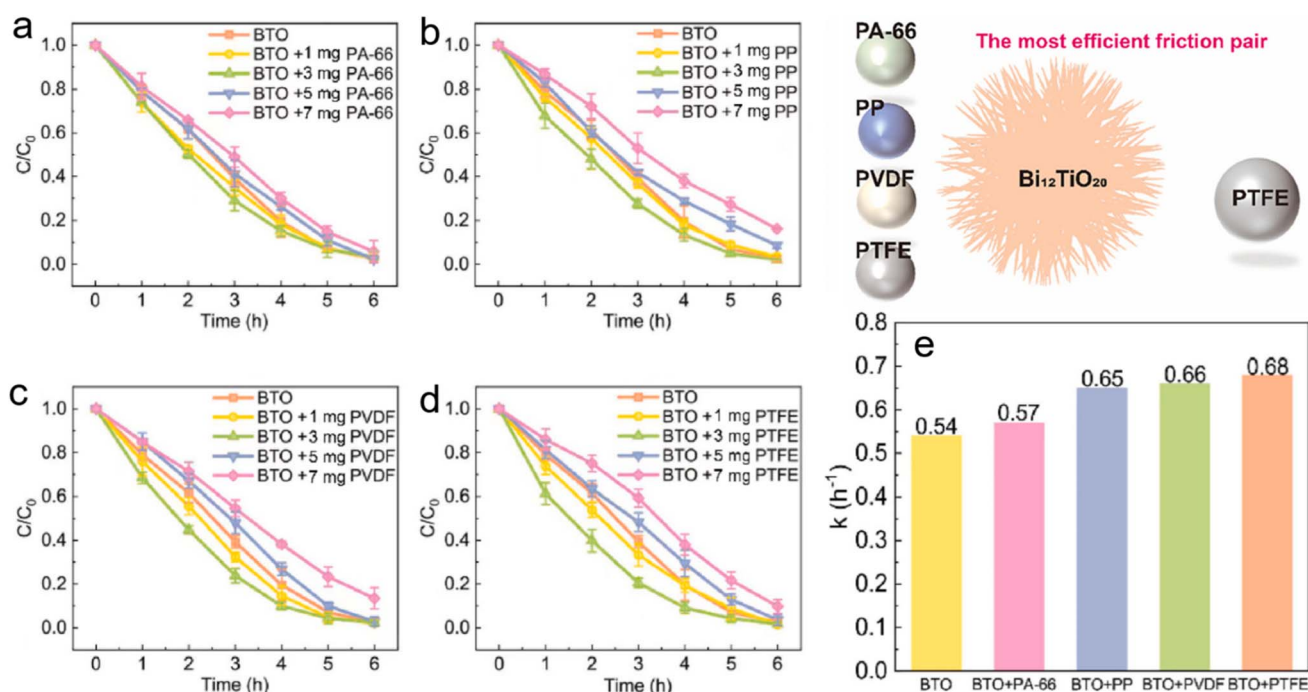 a
C/C₀
1.0
0.8
0.6
0.4
0.2
0.0
BTO
BTO +1 mg PA-66
BTO +3 mg PA-66
BTO +5 mg PA-66
BTO +7 mg PA-66
0 1 2 3 4 5 6
Time (h)
b
C/C₀
1.0
0.8
0.6
0.4
0.2
0.0
BTO
BTO +1 mg PP
BTO +3 mg PP
BTO +5 mg PP
BTO +7 mg PP
0 1 2 3 4 5 6
Time (h)
PA-66
PP
PVDF
PTFE
The most efficient friction pair
Bi₁₂TiO₂₀
PTFE
c
C/C₀
1.0
0.8
0.6
0.4
0.2
0.0
BTO
BTO +1 mg PVDF
BTO +3 mg PVDF
BTO +5 mg PVDF
BTO +7 mg PVDF
0 1 2 3 4 5 6
Time (h)
d
C/C₀
1.0
0.8
0.6
0.4
0.2
0.0
BTO
BTO +1 mg PTFE
BTO +3 mg PTFE
BTO +5 mg PTFE
BTO +7 mg PTFE
0 1 2 3 4 5 6
Time (h)
e
k (h⁻¹)
0.8
0.7
0.6
0.5
0.4
0.3
0.2
0.1
0.0
0.54 0.57 0.65 0.66 0.68
BTO BTO+PA-66 BTO+PP BTO+PVDF BTO+PTFE